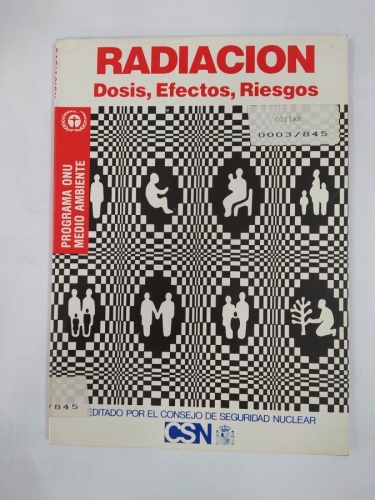 RADIACION
Dosis, Efectos, Riesgos
COIIAR
0003/845
PROGRAMA ONU
MEDIO AMBIENTE
/845
EDITADO POR EL CONSEJO DE SEGURIDAD NUCLEAR
CSN